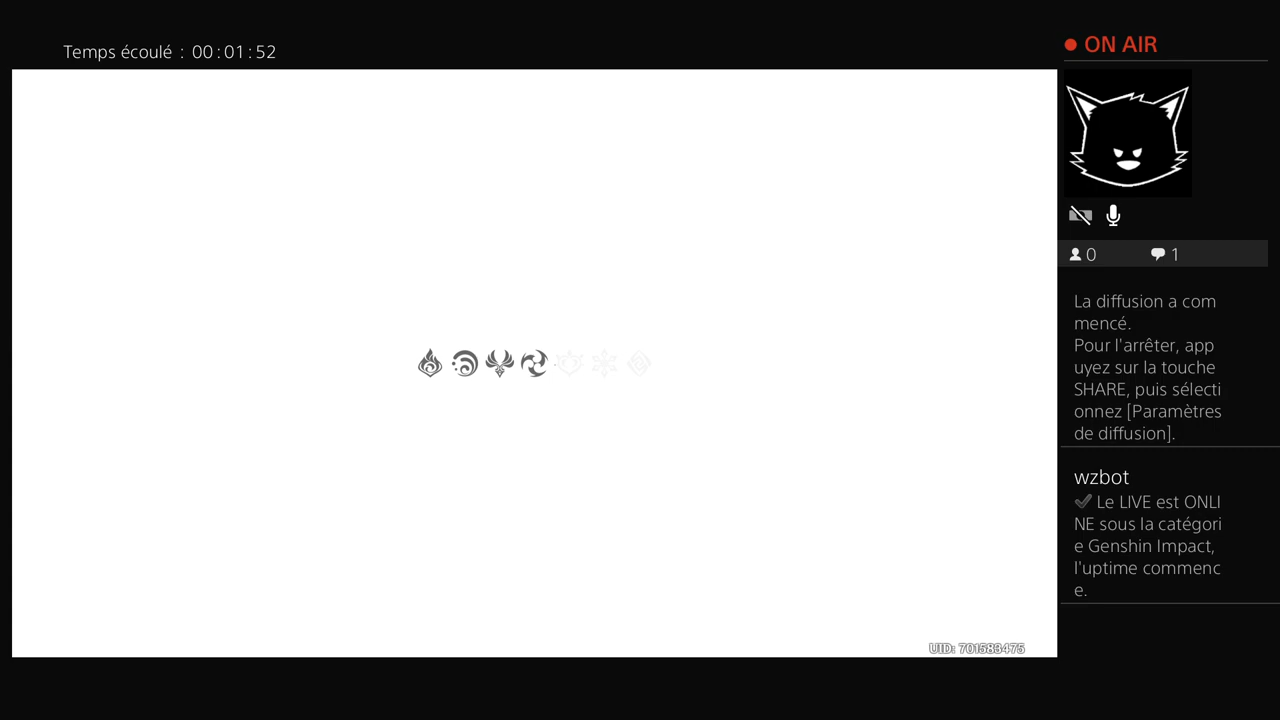 Temps écoulé : 00:01:52
ON AIR
0
1
La diffusion a com
mencé.
Pour l'arrêter, app
uyez sur la touche
SHARE, puis sélecti
onnez [Paramètres
de diffusion].
wzbot
✔ Le LIVE est ONLI
NE sous la catégori
e Genshin Impact,
l'uptime commenc
e.
UID: 701583475